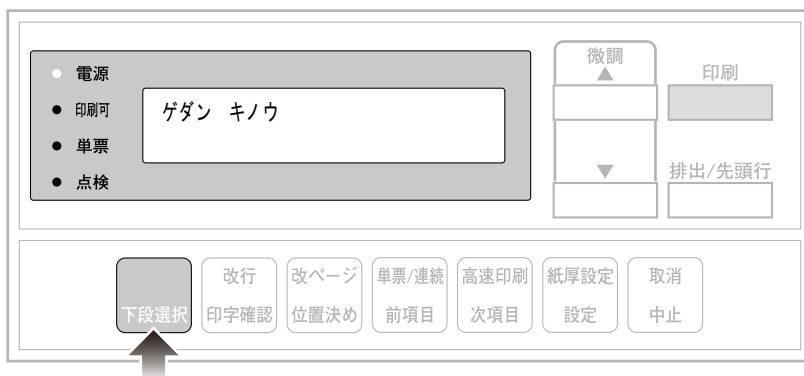 電源
印刷可
単票
点検
ゲダン キノウ
微調
▲
▼
印刷
排出/先頭行
下段選択
改行
印字確認
改ページ
位置決め
単票/連続
前項目
高速印刷
次項目
紙厚設定
設定
取消
中止